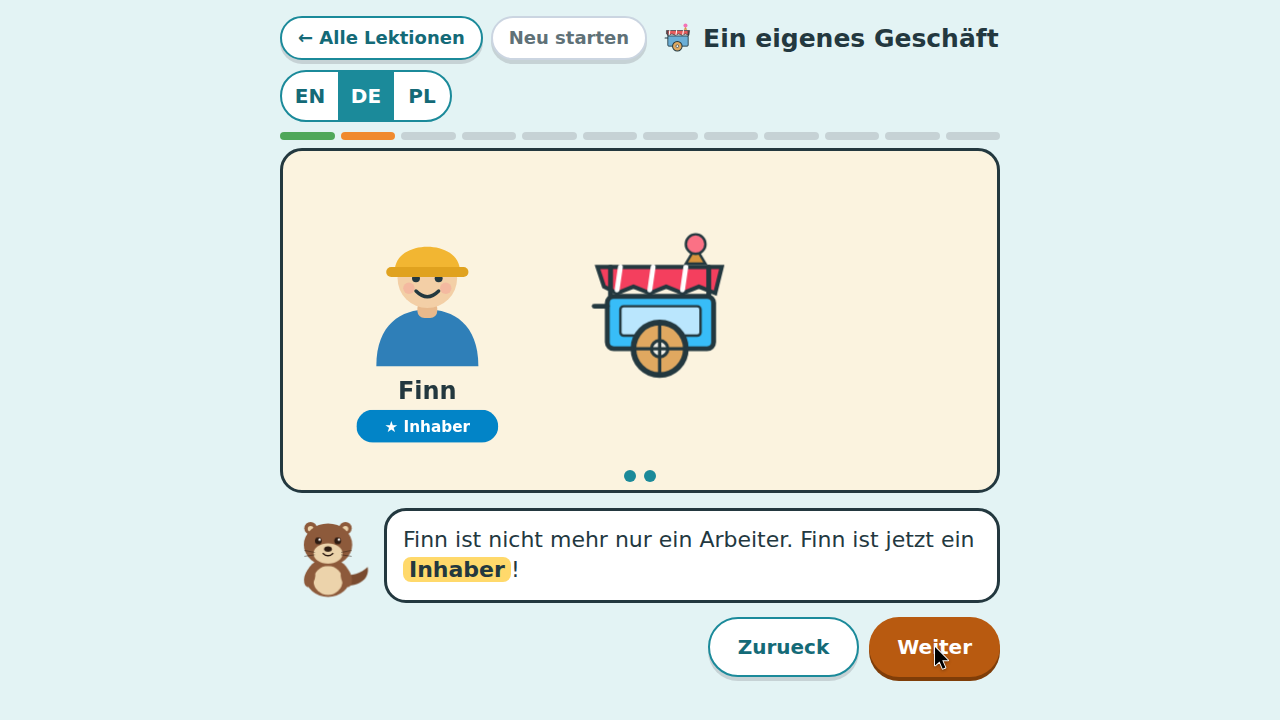 ← Alle Lektionen
Neu starten
Ein eigenes Geschäft
EN DE PL
Finn
★ Inhaber
Finn ist nicht mehr nur ein Arbeiter. Finn ist jetzt ein
Inhaber!
Zurueck
Weiter